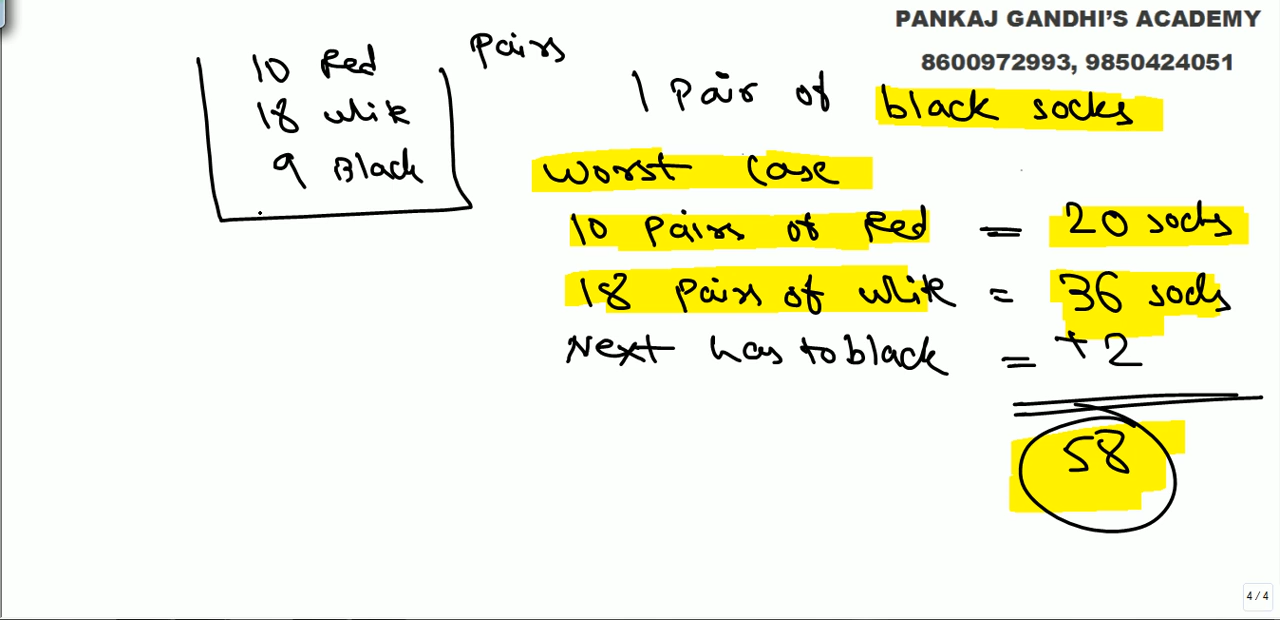 PANKAJ GANDHI'S ACADEMY
8600972993, 9850424051
10 Red
18 white
9 Black
Pairs
1 Pair of black socks
Worst Case
10 Pairs of Red = 20 socks
18 Pairs of white = 36 socks
Next has to black = +2
58
4 / 4